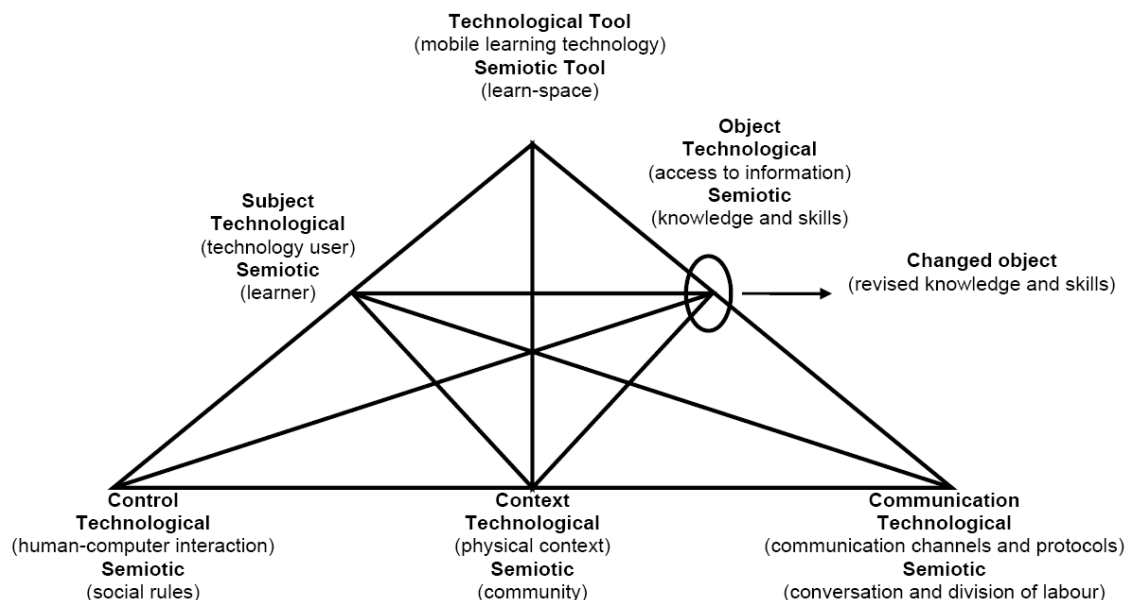 Technological Tool
(mobile learning technology)
Semiotic Tool
(learn-space)
Object
Technological
(access to information)
Semiotic
(knowledge and skills)
Subject
Technological
(technology user)
Semiotic
(learner)
Changed object
(revised knowledge and skills)
Control
Technological
(human-computer interaction)
Semiotic
(social rules)
Context
Technological
(physical context)
Semiotic
(community)
Communication
Technological
(communication channels and protocols)
Semiotic
(conversation and division of labour)